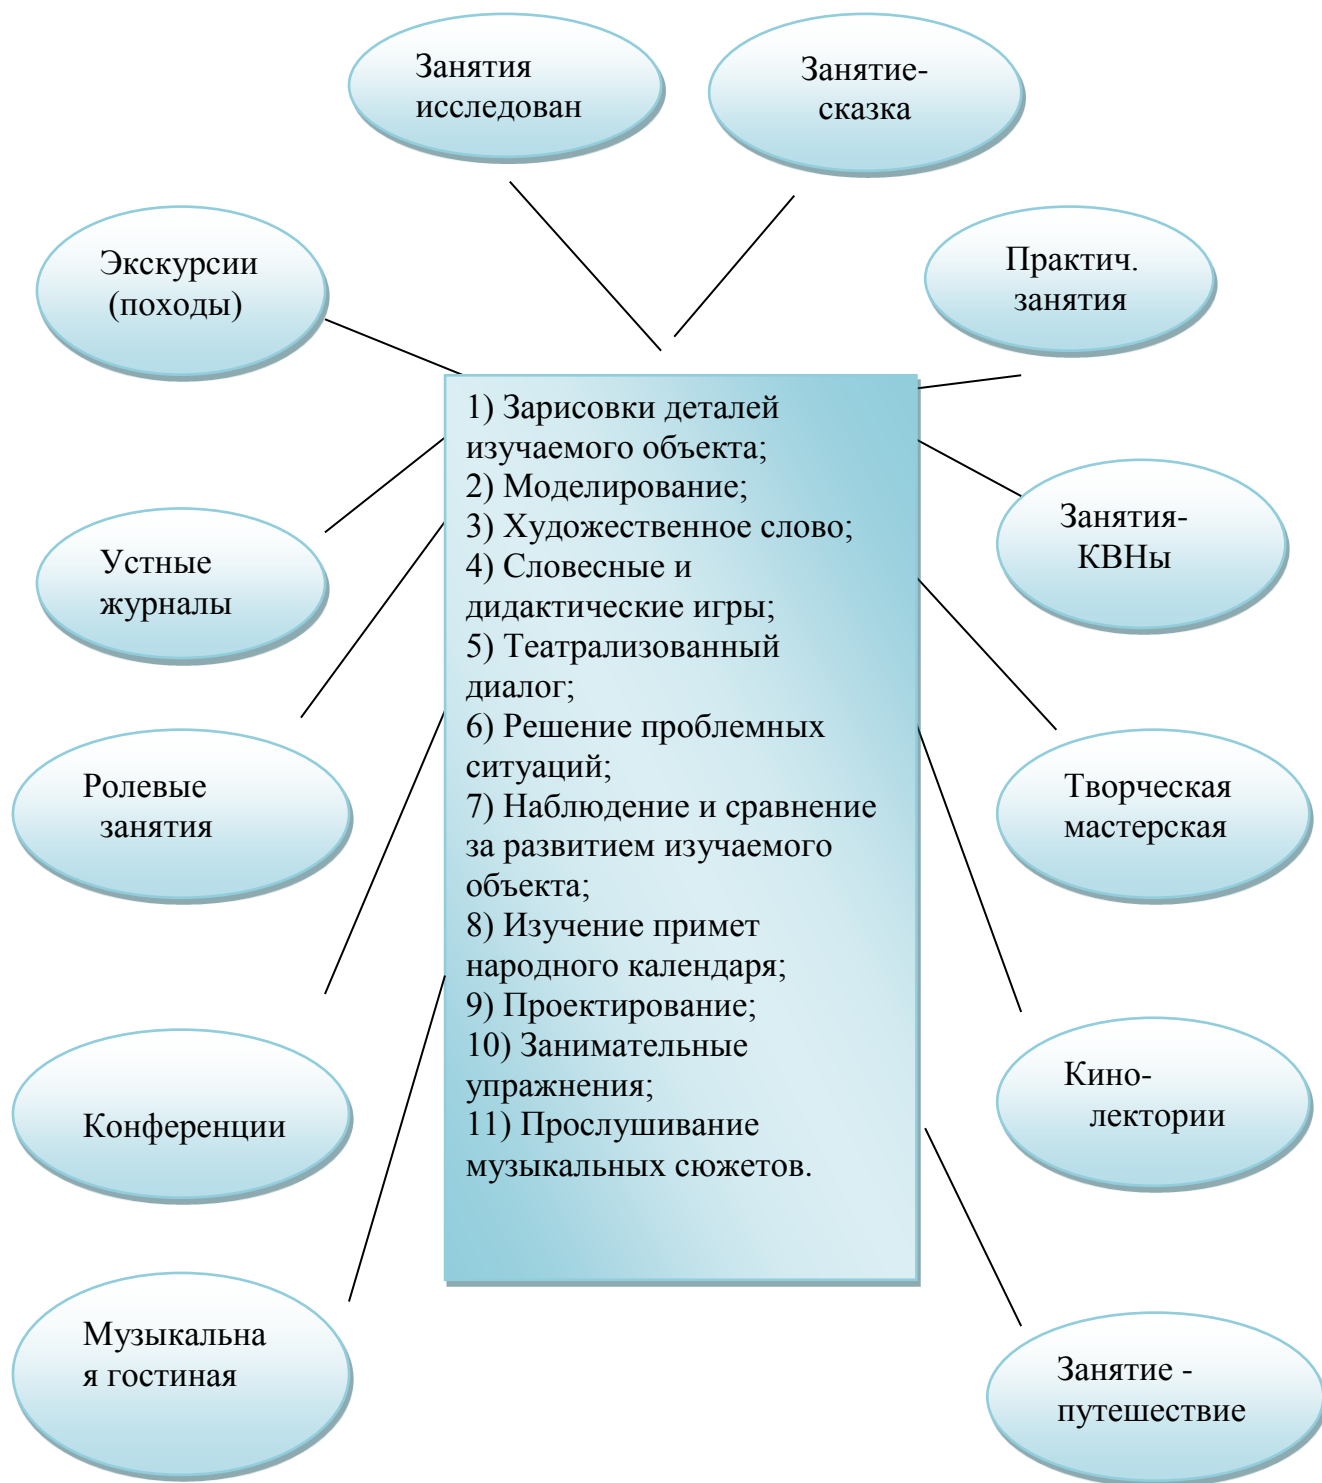 Занятия
исследован
Занятие-
сказка
Экскурсии
(походы)
Практич.
занятия
1) Зарисовки деталей
изучаемого объекта;
2) Моделирование;
3) Художественное слово;
4) Словесные и
дидактические игры;
5) Театрализованный
диалог;
6) Решение проблемных
ситуаций;
7) Наблюдение и сравнение
за развитием изучаемого
объекта;
8) Изучение примет
народного календаря;
9) Проектирование;
10) Занимательные
упражнения;
11) Прослушивание
музыкальных сюжетов.
Устные
журналы
Занятия-
КВНы
Ролевые
занятия
Творческая
мастерская
Конференции
Кино-
лектории
Музыкальна
я гостиная
Занятие -
путешествие